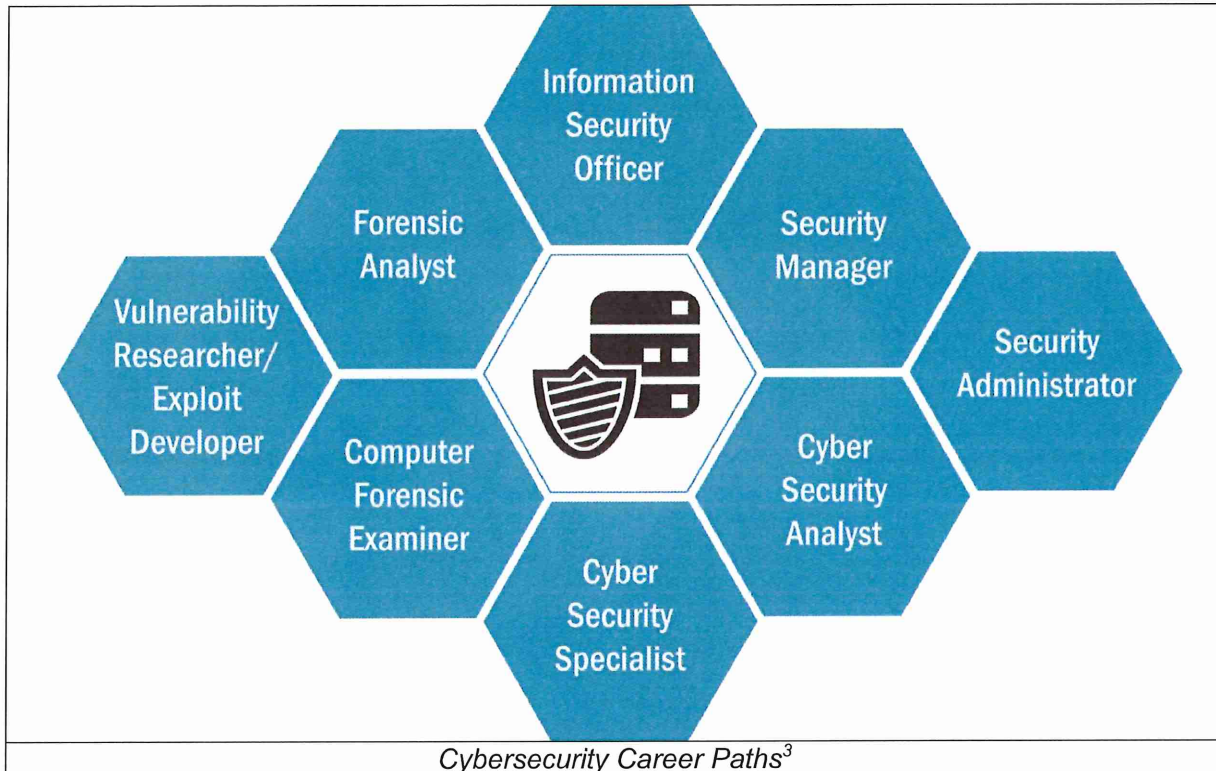 Information
Security
Officer
Forensic
Analyst
Security
Manager
Vulnerability
Researcher/
Exploit
Developer
Security
Administrator
Computer
Forensic
Examiner
Cyber
Security
Analyst
Cyber
Security
Specialist
Cybersecurity Career Paths³